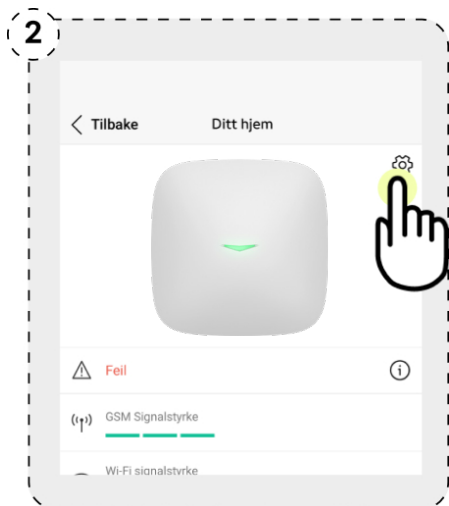 2
Tilbake Ditt hjem
Feil
GSM Signalstyrke
Wi-Fi signalstyrke